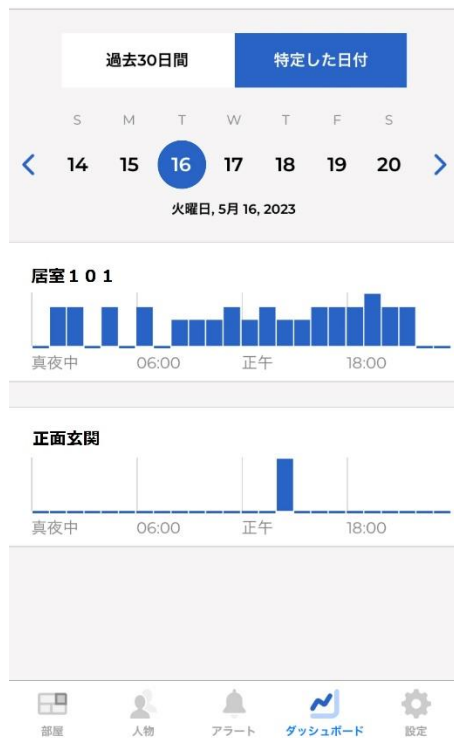 過去30日間 特定した日付
S M T W T F S
14 15 16 17 18 19 20
火曜日, 5月 16, 2023
居室１０１
真夜中 06:00 正午 18:00
正面玄関
真夜中 06:00 正午 18:00
部屋 人物 アラート ダッシュボード 設定